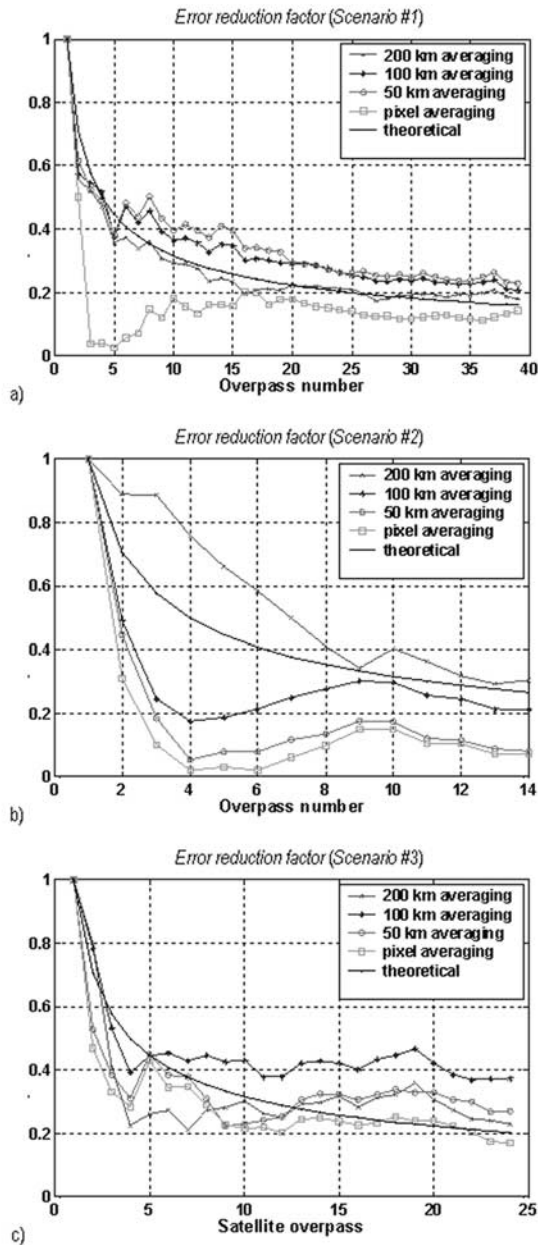 Error reduction factor (Scenario #1)
200 km averaging
100 km averaging
50 km averaging
pixel averaging
theoretical
1
0.8
0.6
0.4
0.2
0
0 5 10 15 20 25 30 35 40
Overpass number
a)
Error reduction factor (Scenario #2)
200 km averaging
100 km averaging
50 km averaging
pixel averaging
theoretical
1
0.8
0.6
0.4
0.2
0
0 2 4 6 8 10 12 14
Overpass number
b)
Error reduction factor (Scenario #3)
200 km averaging
100 km averaging
50 km averaging
pixel averaging
theoretical
1
0.8
0.6
0.4
0.2
0
0 5 10 15 20 25
Satellite overpass
c)